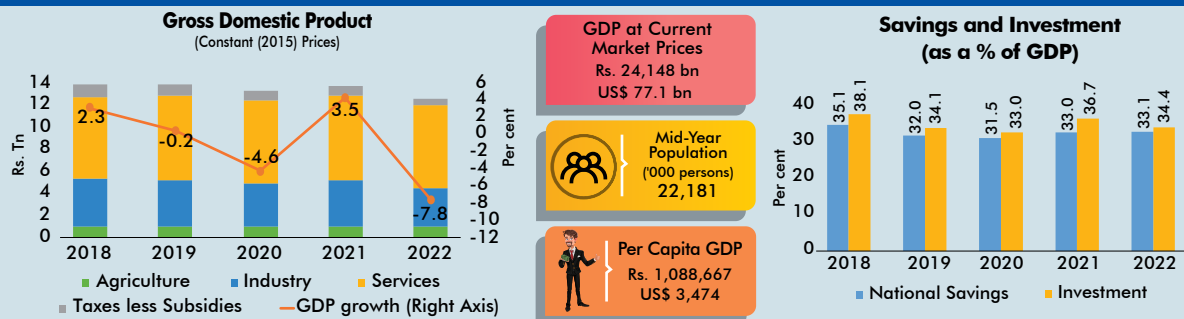 Gross Domestic Product
(Constant (2015) Prices)
14
12
10
8
6
4
2
0
Rs. Tn
6
4
2
0
-2
-4
-6
-8
-10
-12
Per cent
2.3
-0.2
-4.6
3.5
-7.8
2018 2019 2020 2021 2022
Agriculture Industry Services
Taxes less Subsidies GDP growth (Right Axis)
GDP at Current
Market Prices
Rs. 24,148 bn
US$ 77.1 bn
Mid-Year
Population
('000 persons)
22,181
Per Capita GDP
Rs. 1,088,667
US$ 3,474
Savings and Investment
(as a % of GDP)
40
30
20
10
0
Per cent
35.1 38.1 32.0 34.1 31.5 33.0 33.0 36.7 33.1 34.4
2018 2019 2020 2021 2022
National Savings Investment